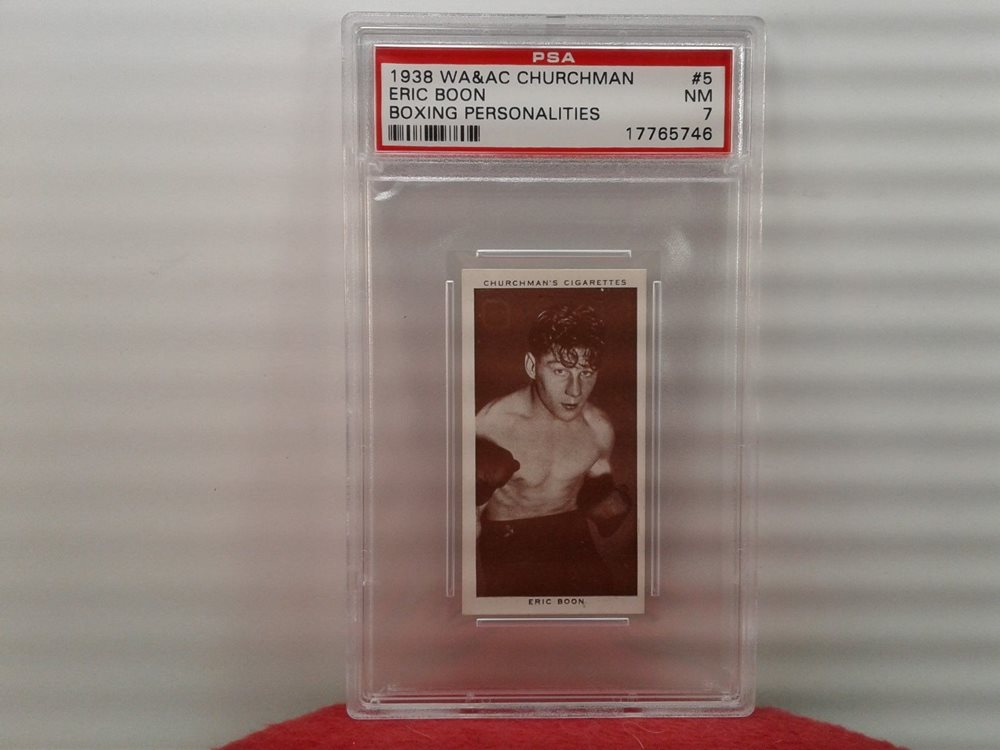 PSA
1938 WA&AC CHURCHMAN #5
ERIC BOON NM
BOXING PERSONALITIES 7
17765746
CHURCHMAN'S CIGARETTES
ERIC BOON